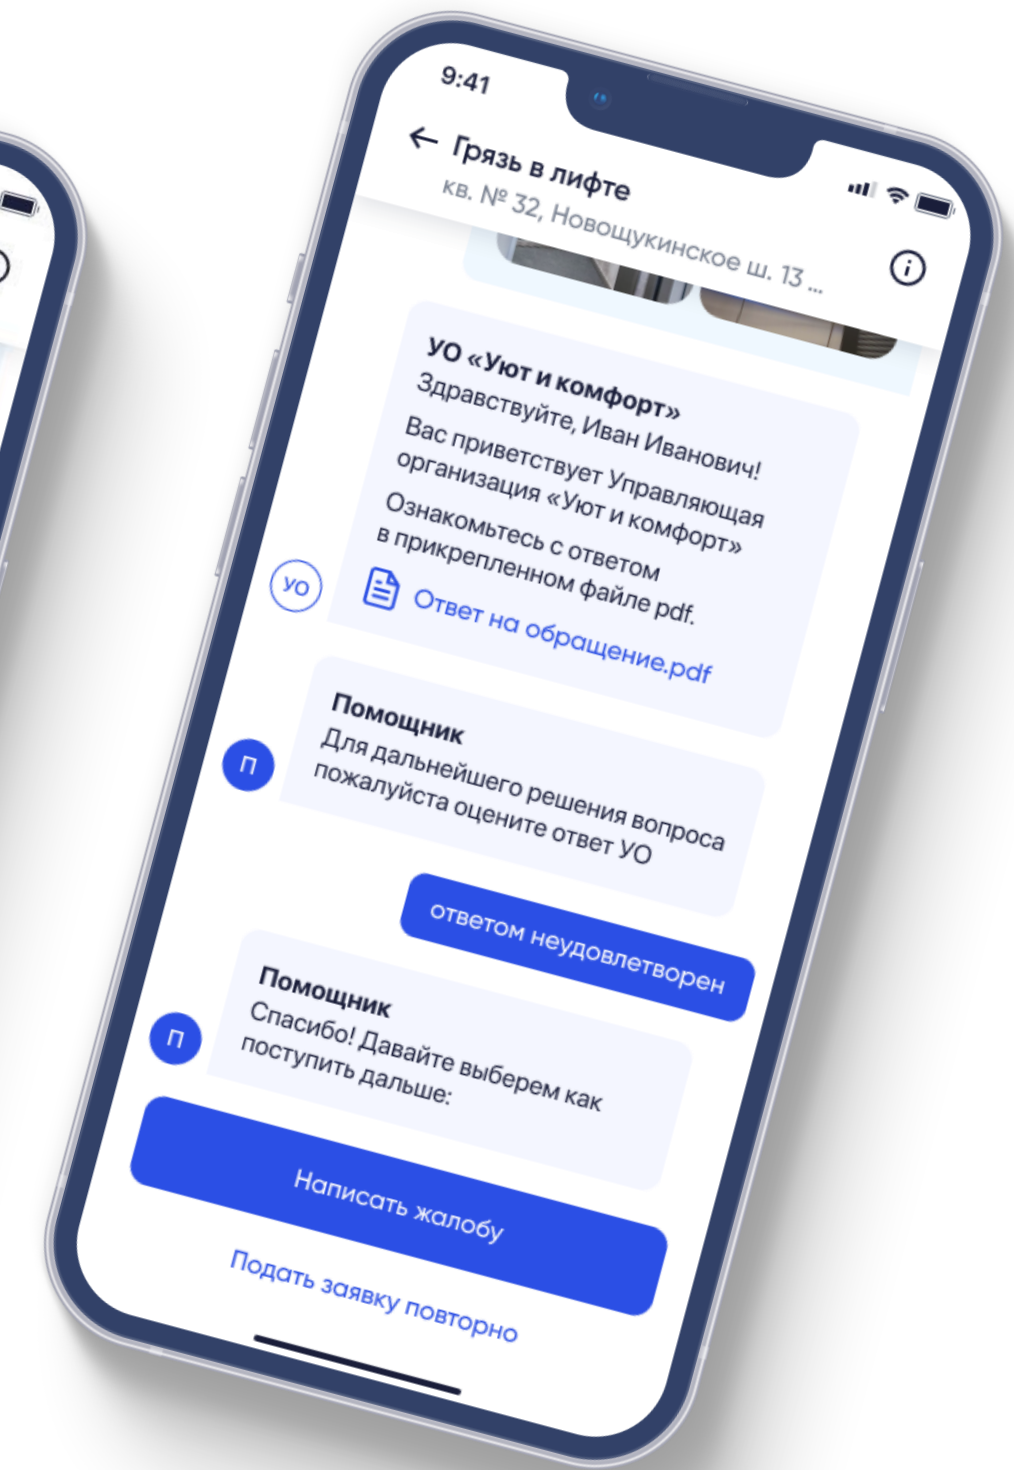 9:41
Грязь в лифте
кв. № 32, Новощукинское ш. 13 ...
УО «Уют и комфорт»
Здравствуйте, Иван Иванович!
Вас приветствует Управляющая
организация «Уют и комфорт»
Ознакомьтесь с ответом
в прикрепленном файле pdf.
Ответ на обращение.pdf
УО
Помощник
Для дальнейшего решения вопроса
пожалуйста оцените ответ УО
П
ответом неудовлетворен
Помощник
Спасибо! Давайте выберем как
поступить дальше:
П
Написать жалобу
Подать заявку повторно